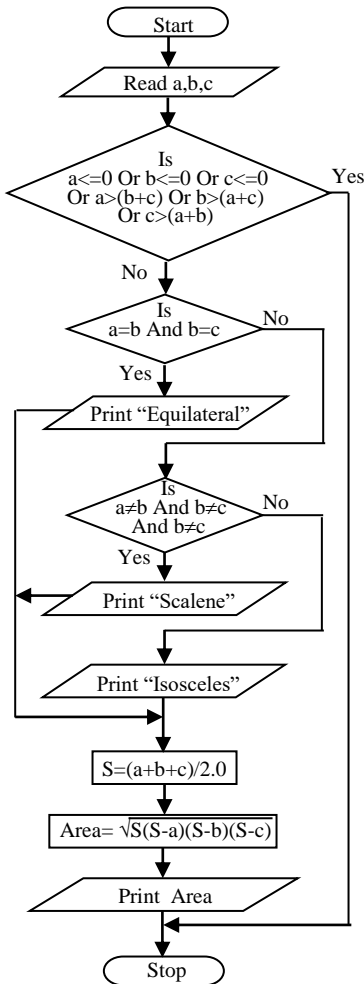 Start
Read a,b,c
Is
a<=0 Or b<=0 Or c<=0
Or a>(b+c) Or b>(a+c)
Or c>(a+b)
Yes
No
Is
a=b And b=c
No
Yes
Print “Equilateral”
Is
a≠b And b≠c
And b≠c
No
Yes
Print “Scalene”
Print “Isosceles”
S=(a+b+c)/2.0
Area= √S(S-a)(S-b)(S-c)
Print Area
Stop